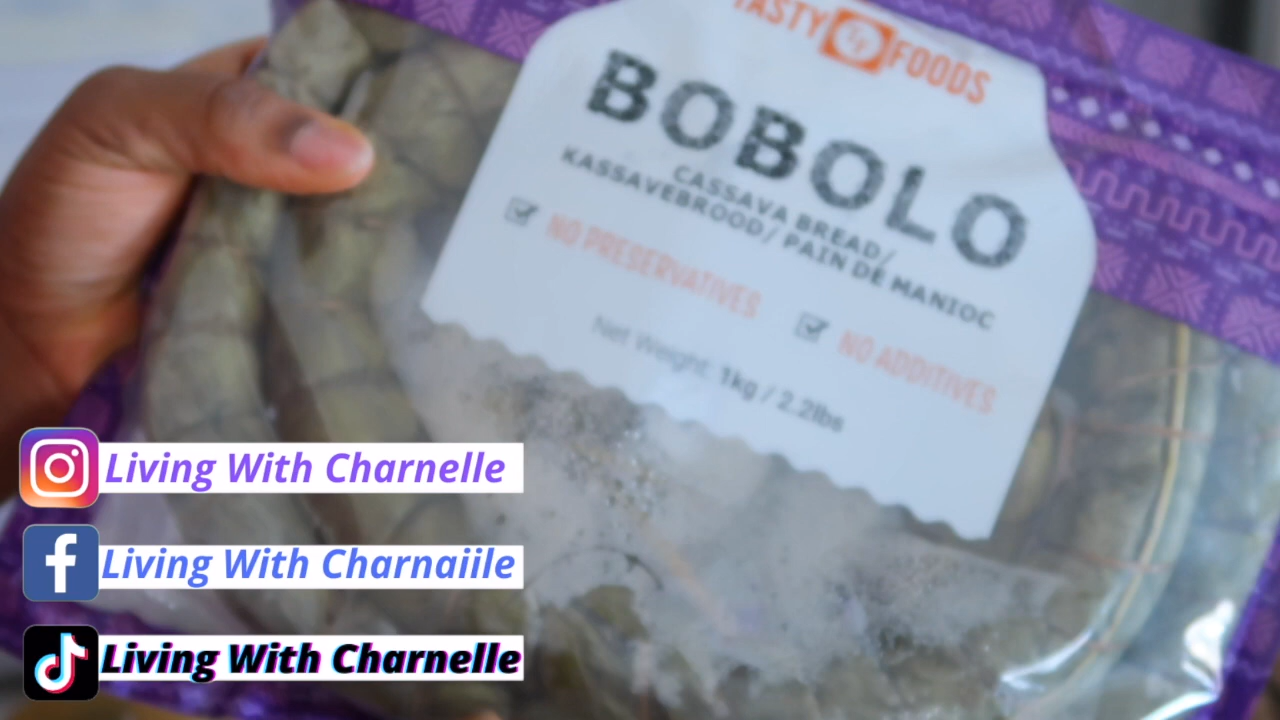 TASTY FOODS
BOBOLO
CASSAVA BREAD/
KASSAVEBROOD/ PAIN DE MANIOC
NO PRESERVATIVES
NO ADDITIVES
Net Weight: 1kg / 2.2lbs
Living With Charnelle
Living With Charnaiile
Living With Charnelle